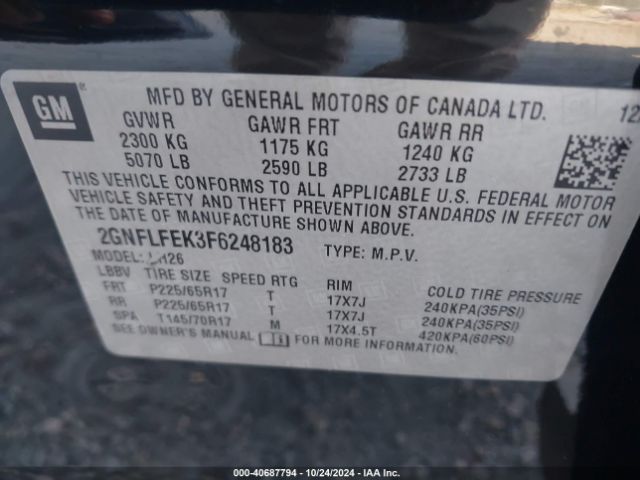 GM
MFD BY GENERAL MOTORS OF CANADA LTD.
GVWR GAWR FRT GAWR RR
2300 KG 1175 KG 1240 KG
5070 LB 2590 LB 2733 LB
THIS VEHICLE CONFORMS TO ALL APPLICABLE U.S. FEDERAL MOTOR
VEHICLE SAFETY AND THEFT PREVENTION STANDARDS IN EFFECT ON
THE DATE OF MANUFACTURE SHOWN ABOVE.
2GNFLFEK3F6248183 TYPE: M.P.V.
MODEL:
LBBV TIRE SIZE SPEED RTG RIM COLD TIRE PRESSURE
FRT P225/65R17 T 17X7J 240KPA(35PSI)
RR P225/65R17 T 17X7J 240KPA(35PSI)
SPA T145/70R17 M 17X4.5T 420KPA(60PSI)
SEE OWNER'S MANUAL FOR MORE INFORMATION.
000-40687794 - 10/24/2024 - IAA Inc.